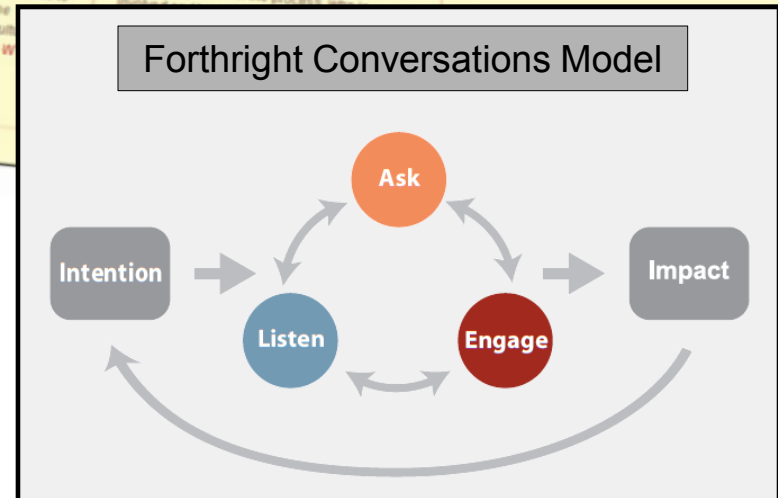 Forthright Conversations Model
Ask
Intention
Impact
Listen
Engage